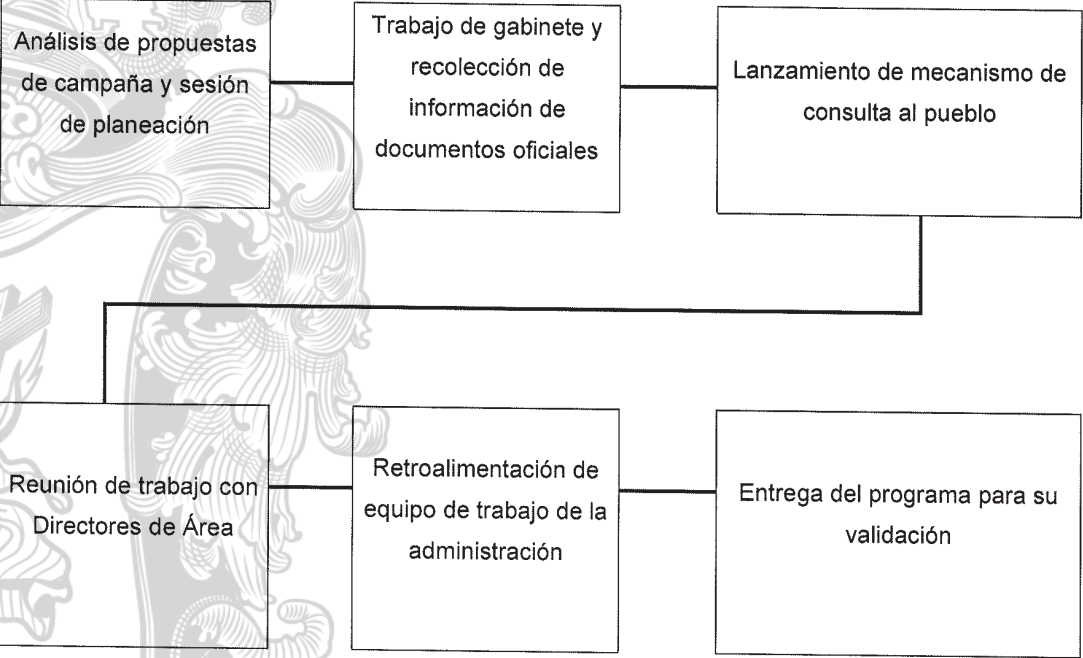 Análisis de propuestas
de campaña y sesión
de planeación
Trabajo de gabinete y
recolección de
información de
documentos oficiales
Lanzamiento de mecanismo de
consulta al pueblo
Reunión de trabajo con
Directores de Área
Retroalimentación de
equipo de trabajo de la
administración
Entrega del programa para su
validación